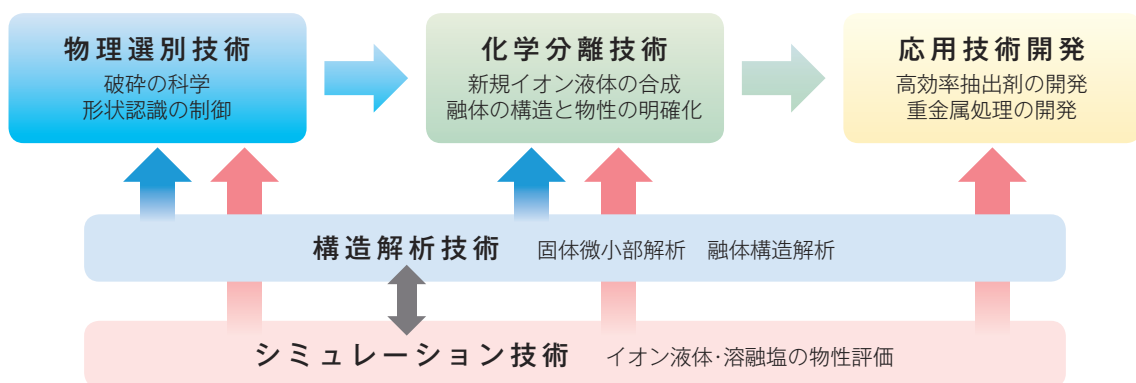 物理選別技術
破砕の科学
形状認識の制御
化学分離技術
新規イオン液体の合成
融体の構造と物性の明確化
応用技術開発
高効率抽出剤の開発
重金属処理の開発
構造解析技術 固体微小部解析 融体構造解析
シミュレーション技術 イオン液体・溶融塩の物性評価